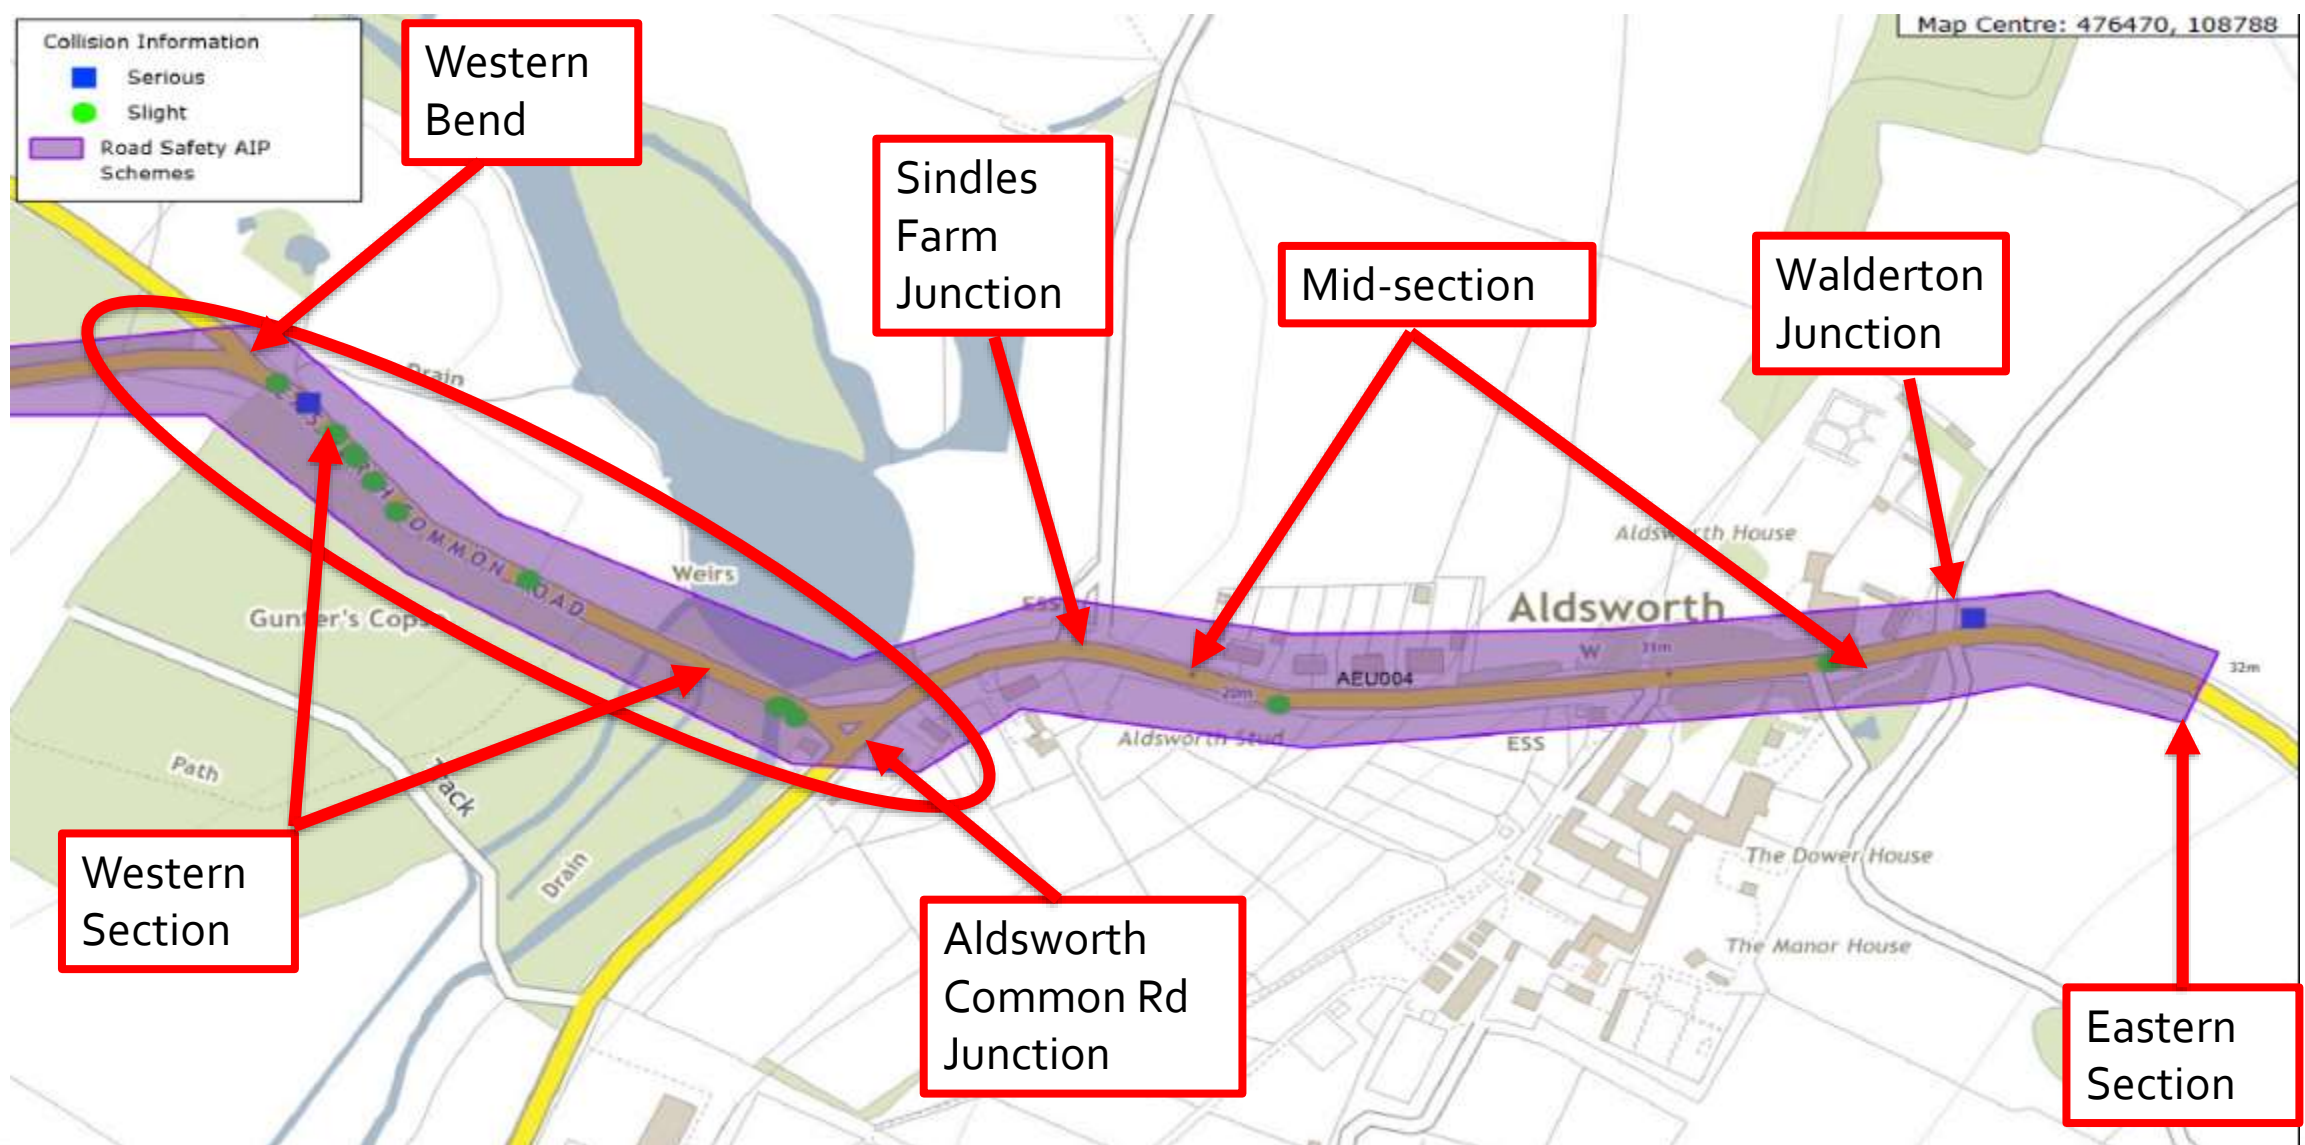 Collision Information
Serious
Slight
Road Safety AIP
Schemes
Map Centre: 476470, 108788
Western
Bend
Sindles
Farm
Junction
Mid-section
Walderton
Junction
Drain
COMMON ROAD
Weirs
ESS
Aldsworth House
Aldsworth
W
31m
AEU004
20m
32m
Aldsworth Stud
ESS
Path
Track
Drain
The Dower House
The Manor House
Western
Section
Aldsworth
Common Rd
Junction
Eastern
Section